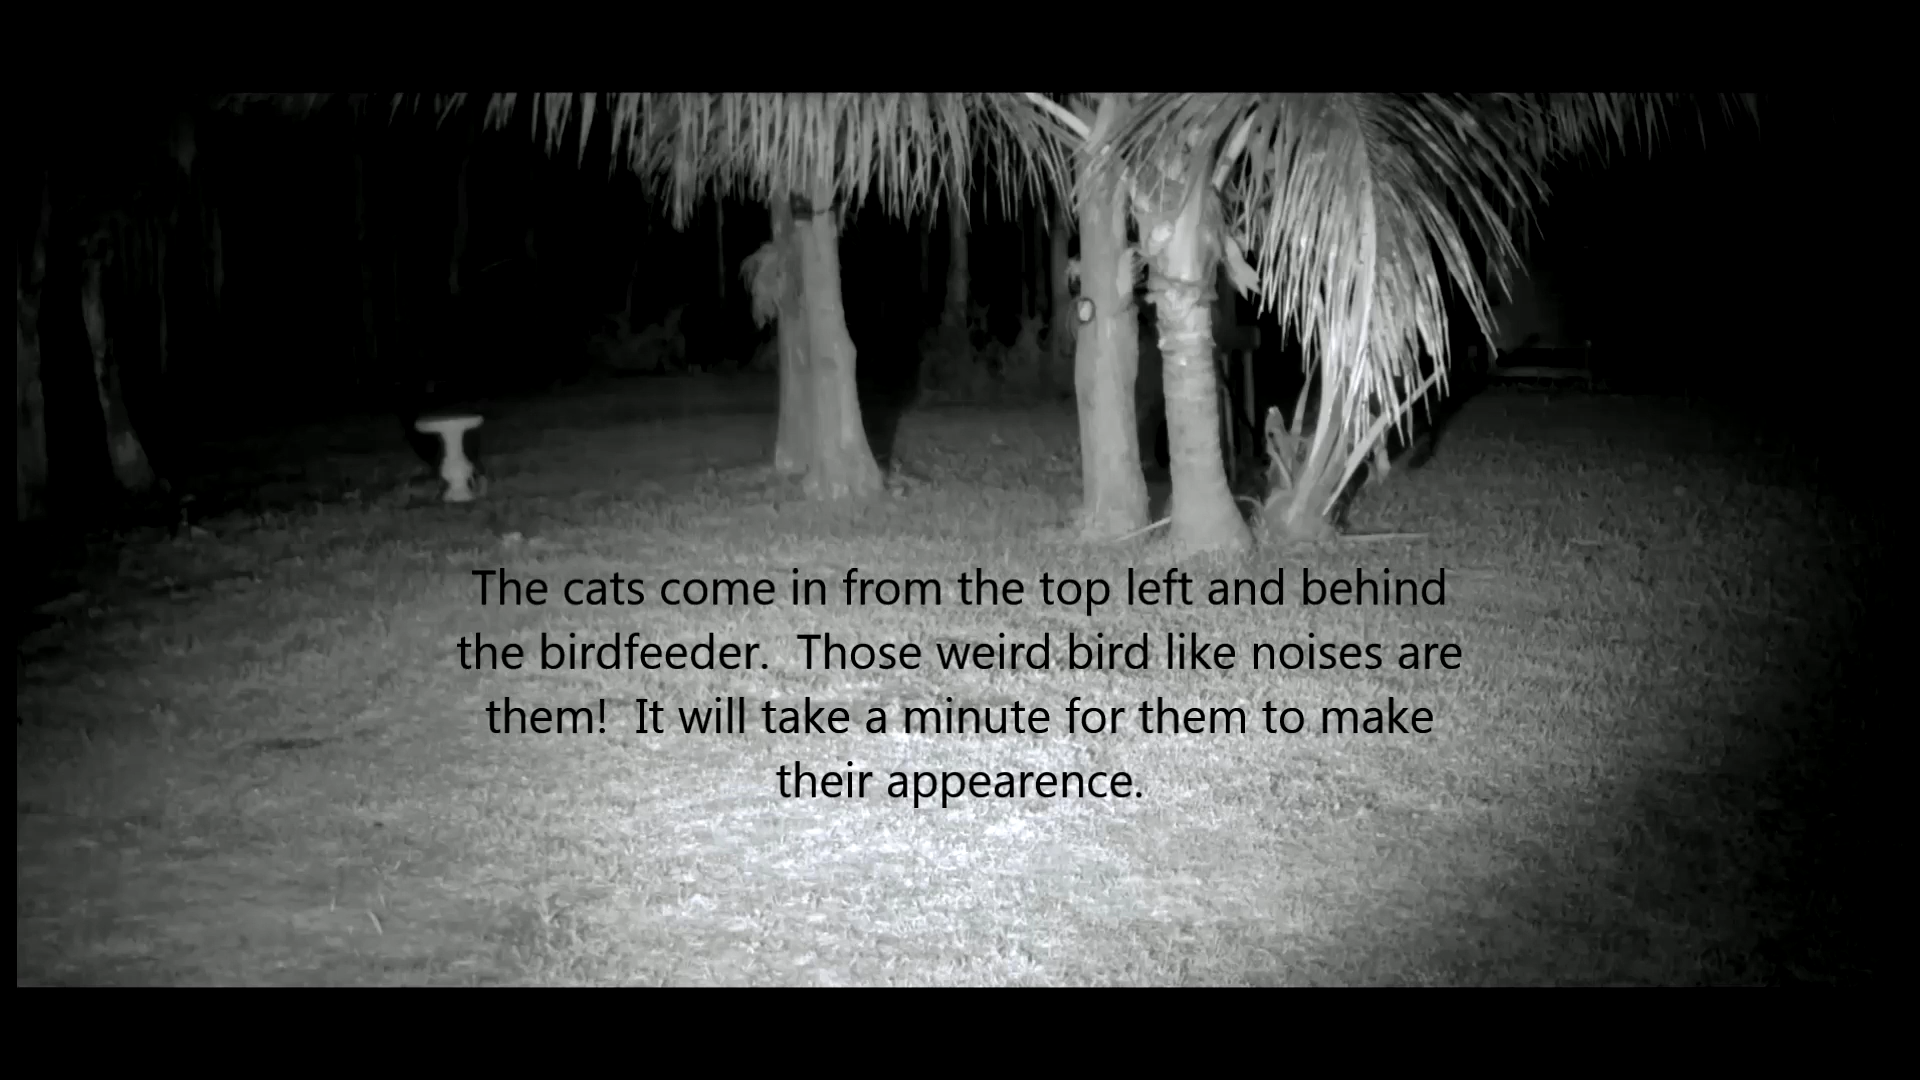 The cats come in from the top left and behind
the birdfeeder.  Those weird bird like noises are
them!  It will take a minute for them to make
their appearence.